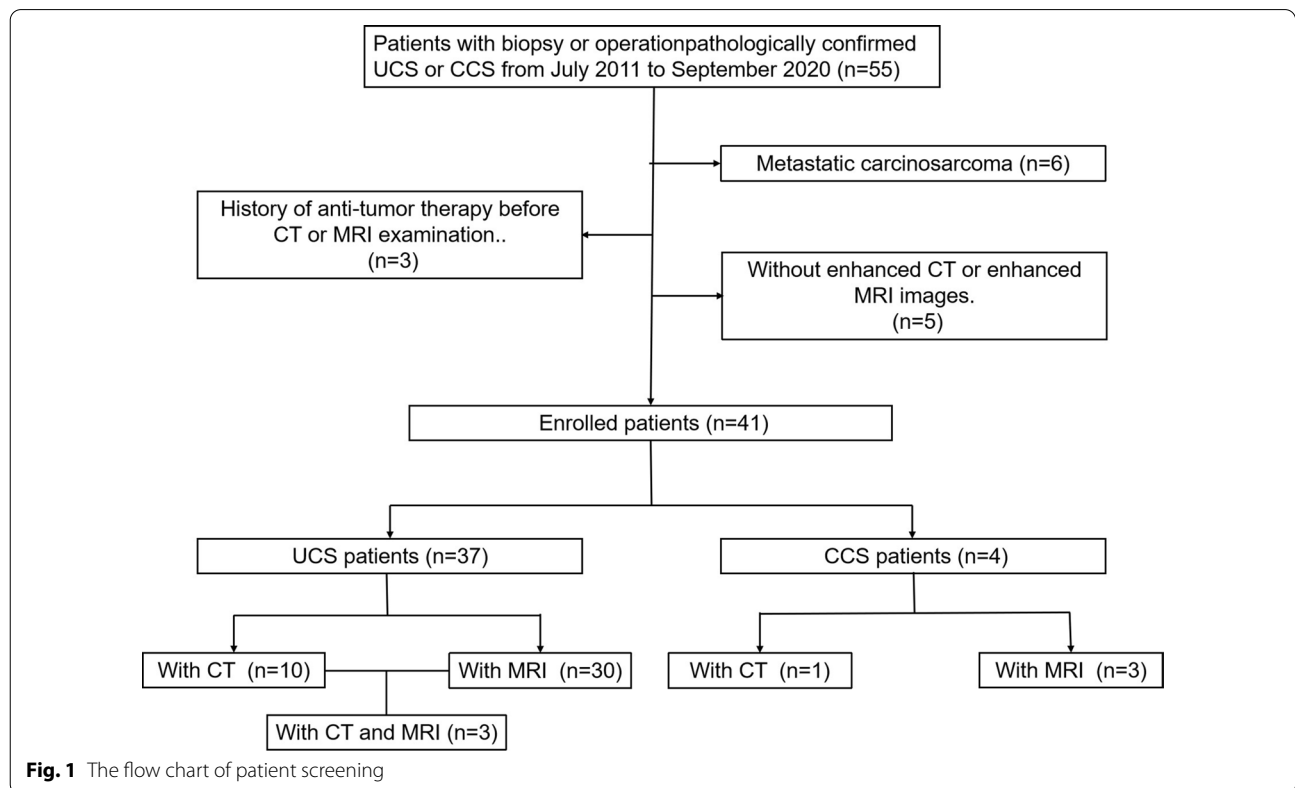 Patients with biopsy or operationpathologically confirmed
UCS or CCS from July 2011 to September 2020 (n=55)
Metastatic carcinosarcoma (n=6)
History of anti-tumor therapy before
CT or MRI examination..
(n=3)
Without enhanced CT or enhanced
MRI images.
(n=5)
Enrolled patients (n=41)
UCS patients (n=37)
CCS patients (n=4)
With CT (n=10)
With MRI (n=30)
With CT (n=1)
With MRI (n=3)
With CT and MRI (n=3)
Fig. 1 The flow chart of patient screening